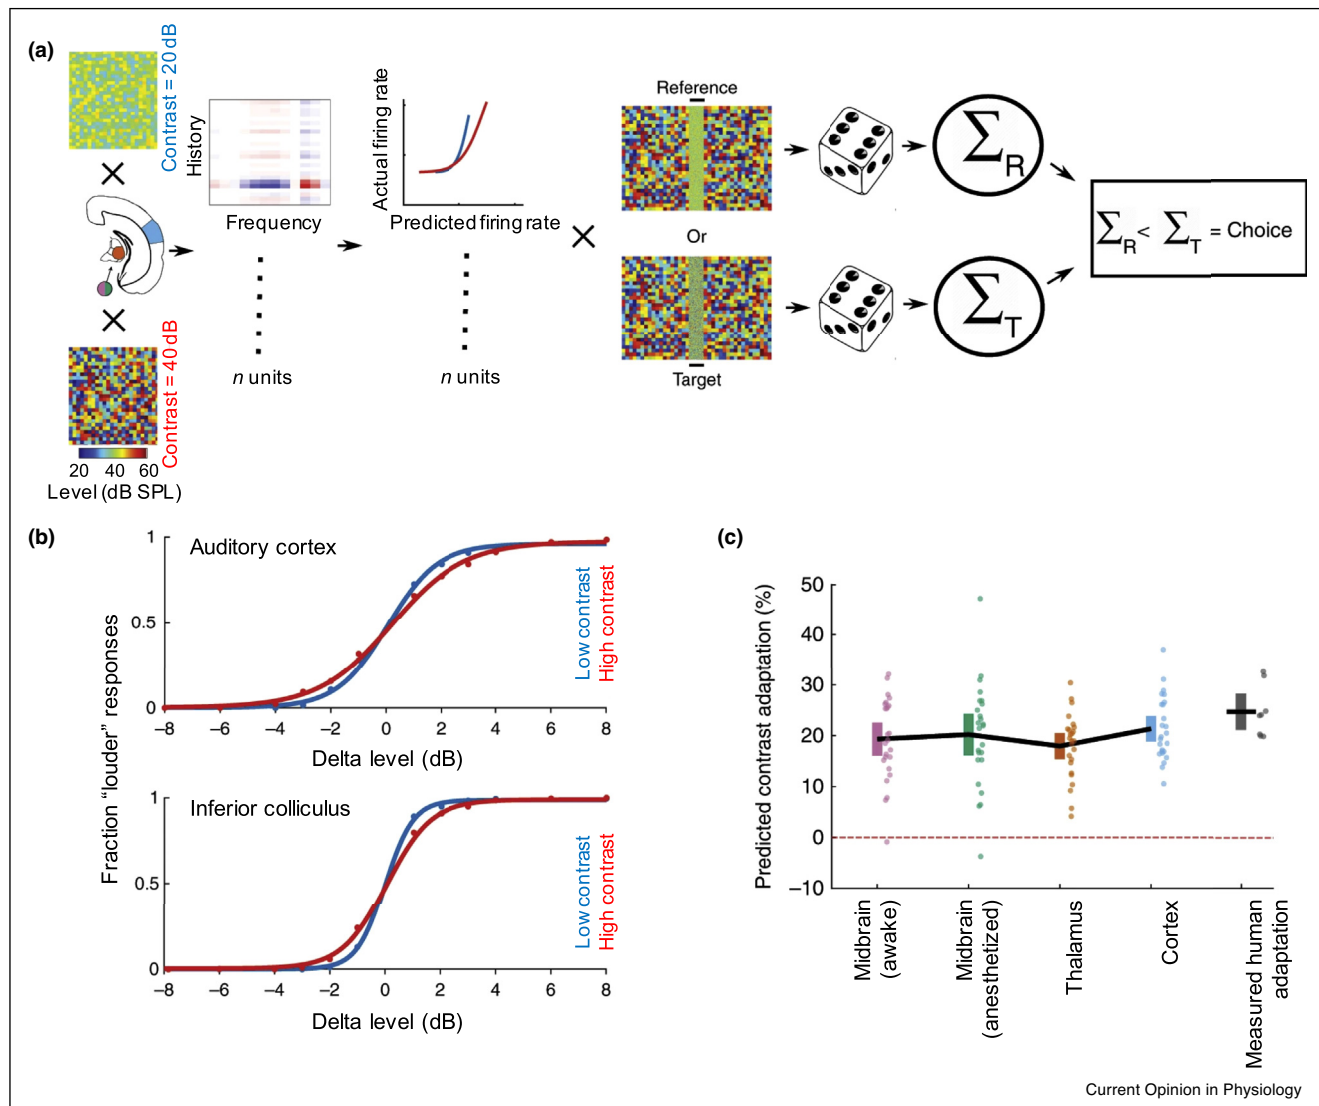 (a)
Contrast = 20 dB
Contrast = 40 dB
20 40 60
Level (dB SPL)
History
Frequency
n units
Actual firing rate
Predicted firing rate
n units
Reference
Or
Target
ΣR
ΣT
ΣR < ΣT = Choice
(b)
Fraction “louder” responses
Auditory cortex
1
0.5
0
−8 −6 −4 −2 0 2 4 6 8
Delta level (dB)
Low contrast
High contrast
Inferior colliculus
1
0.5
0
−8 −6 −4 −2 0 2 4 6 8
Delta level (dB)
Low contrast
High contrast
(c)
Predicted contrast adaptation (%)
50
40
30
20
10
0
−10
Midbrain
(awake)
Midbrain
(anesthetized)
Thalamus
Cortex
Measured human
adaptation
Current Opinion in Physiology